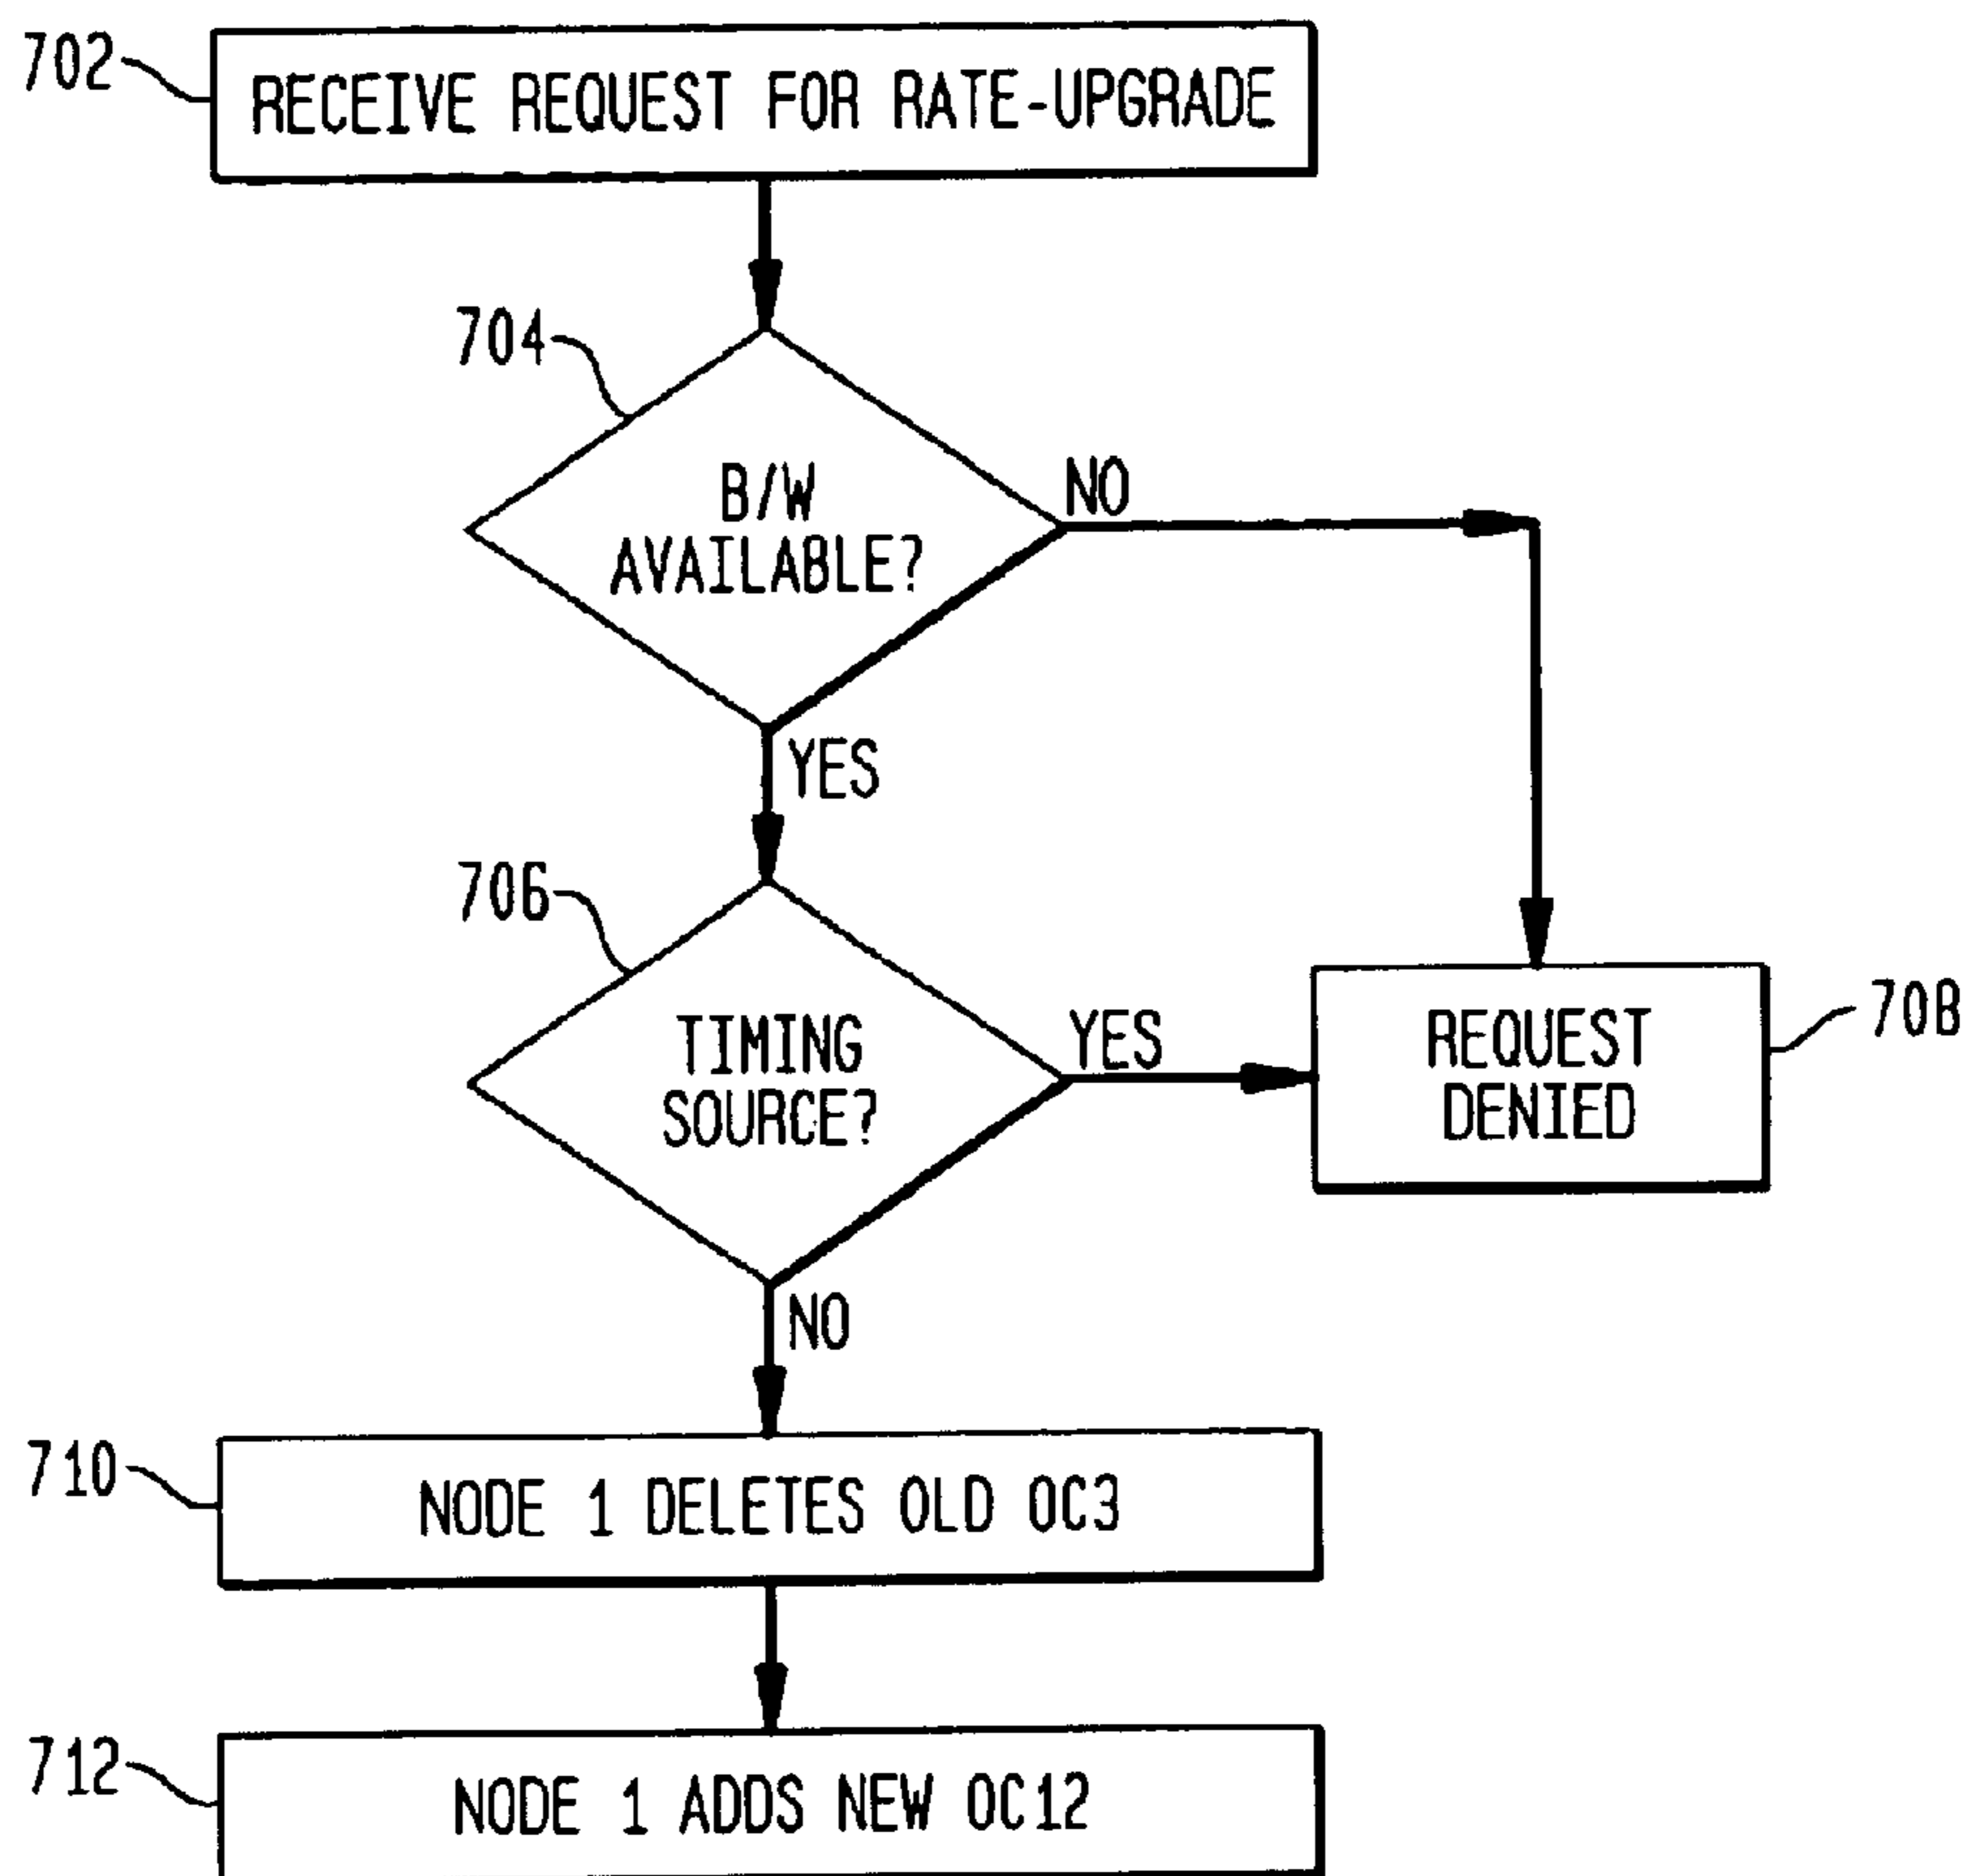 702
RECEIVE REQUEST FOR RATE-UPGRADE
704
B/W
AVAILABLE?
NO
YES
706
TIMING
SOURCE?
YES
REQUEST
DENIED
708
NO
710
NODE 1 DELETES OLD OC3
712
NODE 1 ADDS NEW OC12